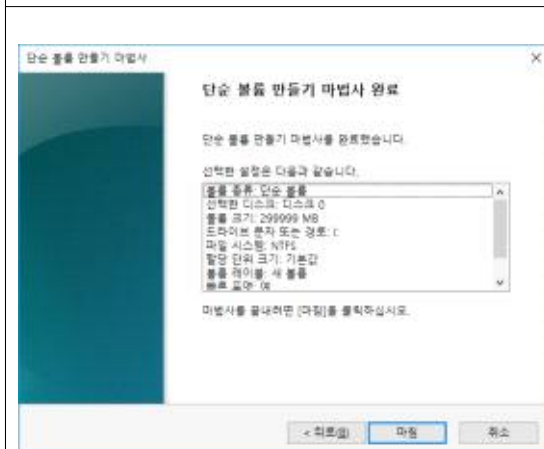 단순 볼륨 만들기 마법사
단순 볼륨 만들기 마법사 완료
단순 볼륨 만들기 마법사를 완료했습니다.
선택한 설정은 다음과 같습니다.
볼륨 종류: 단순 볼륨
선택한 디스크: 디스크 0
볼륨 크기: 299999 MB
드라이브 문자 또는 경로:
파일 시스템: NTFS
할당 단위 크기: 기본값
볼륨 레이블: 새 볼륨
빠른 포맷: 예
마법사를 끝내려면 [마침]을 클릭하십시오.
< 뒤로(B) 마침 취소